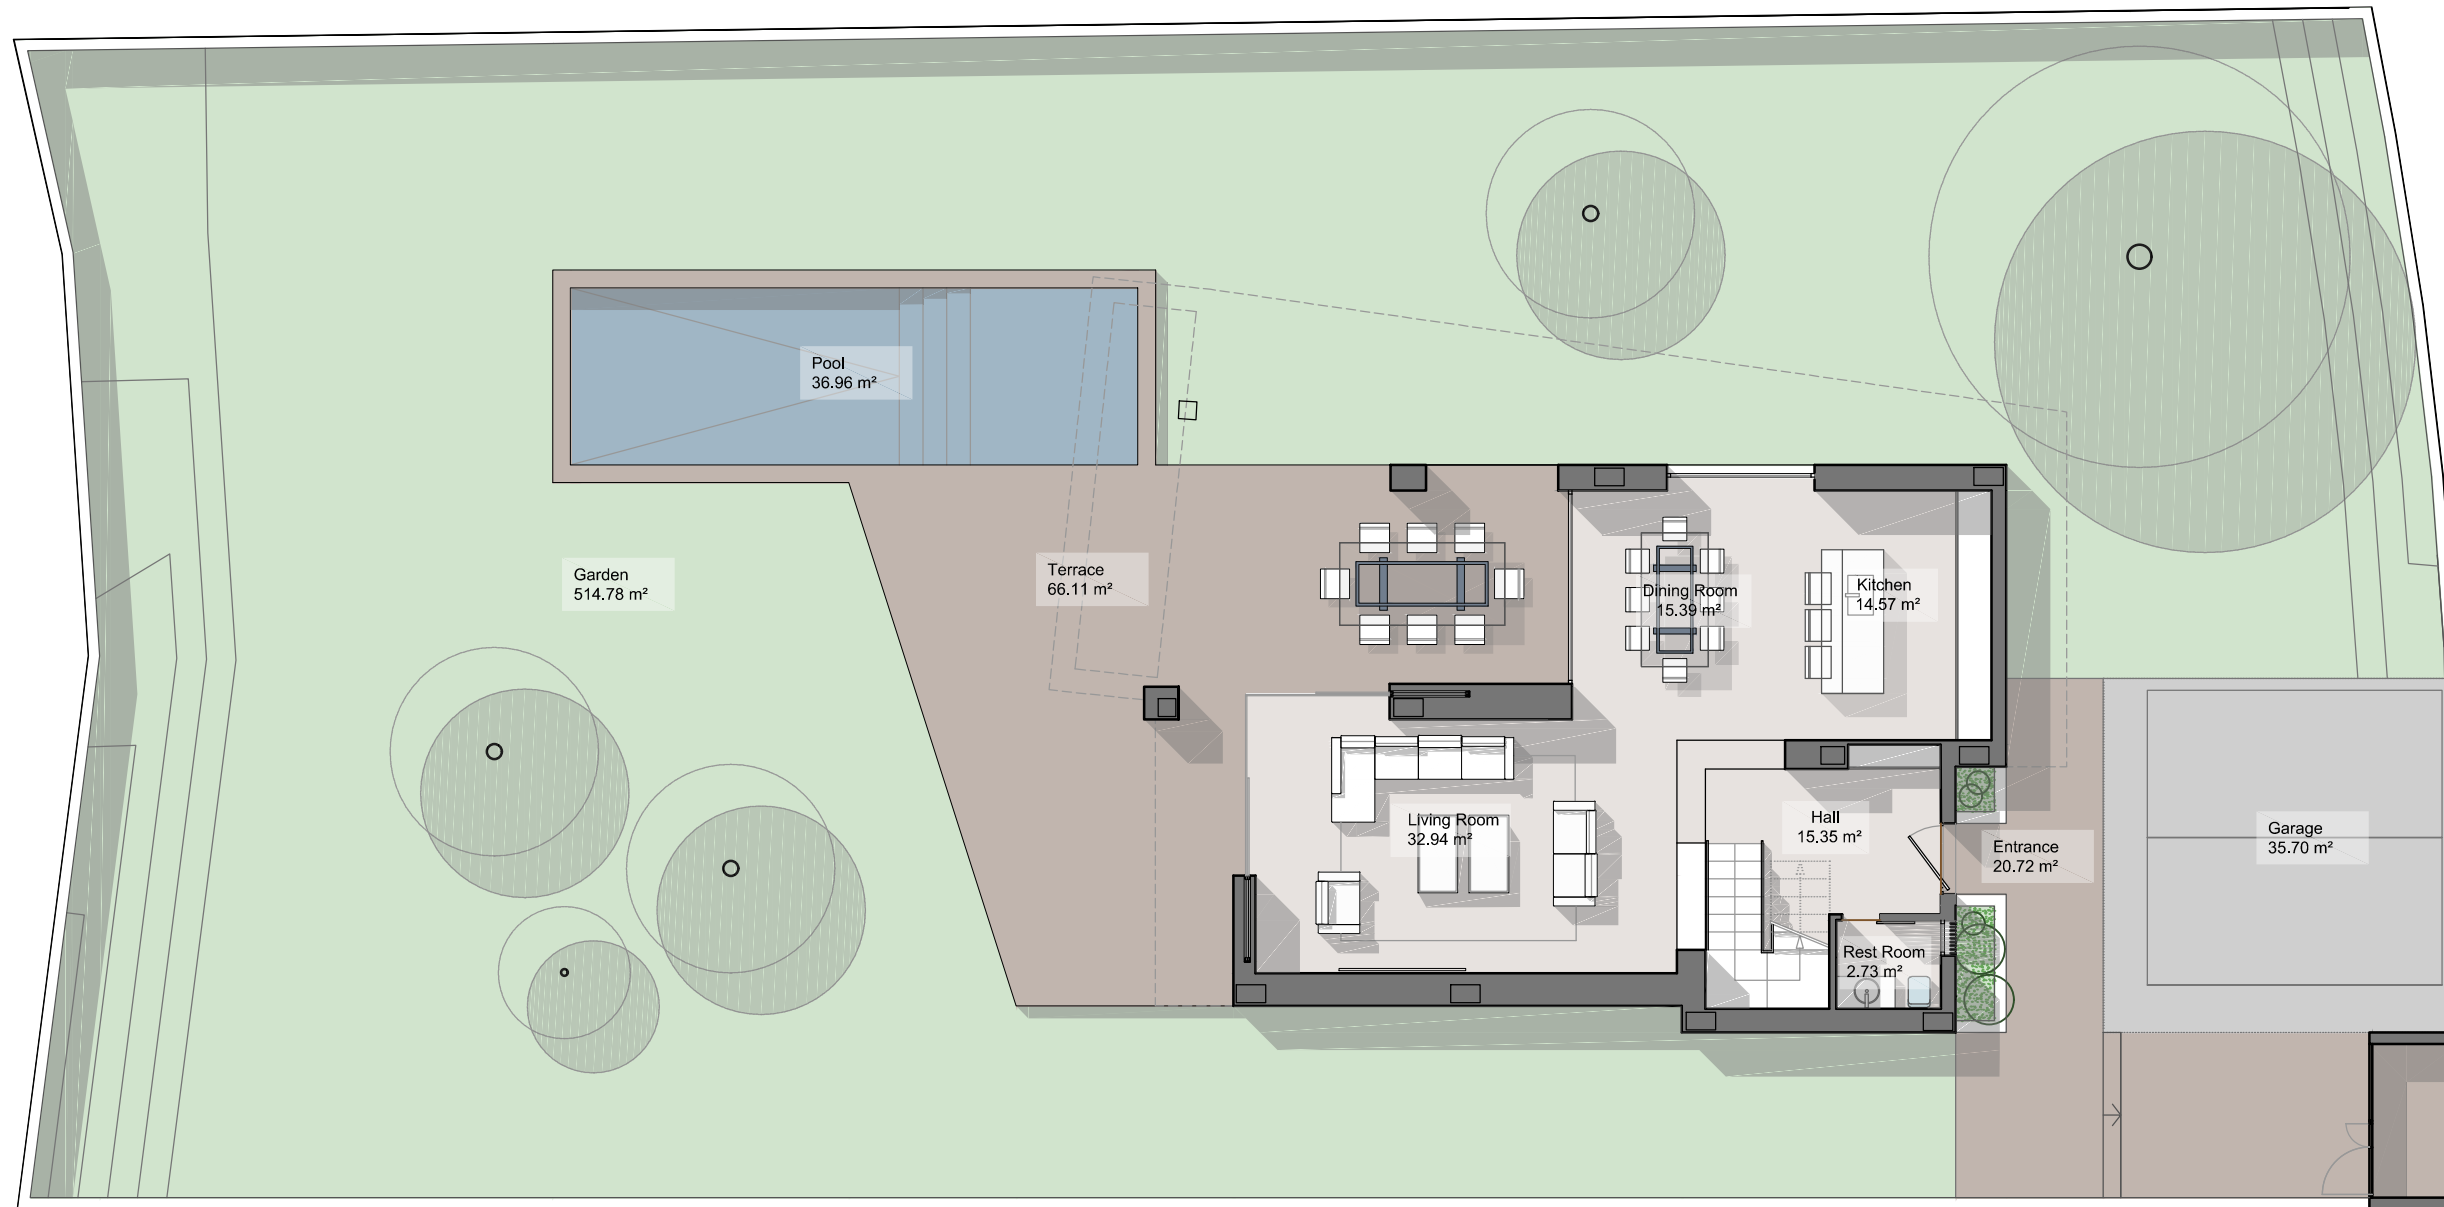 Pool
36.96 m²
Garden
514.78 m²
Terrace
66.11 m²
Dining Room
15.39 m²
Kitchen
14.57 m²
Living Room
32.94 m²
Hall
15.35 m²
Entrance
20.72 m²
Garage
35.70 m²
Rest Room
2.73 m²